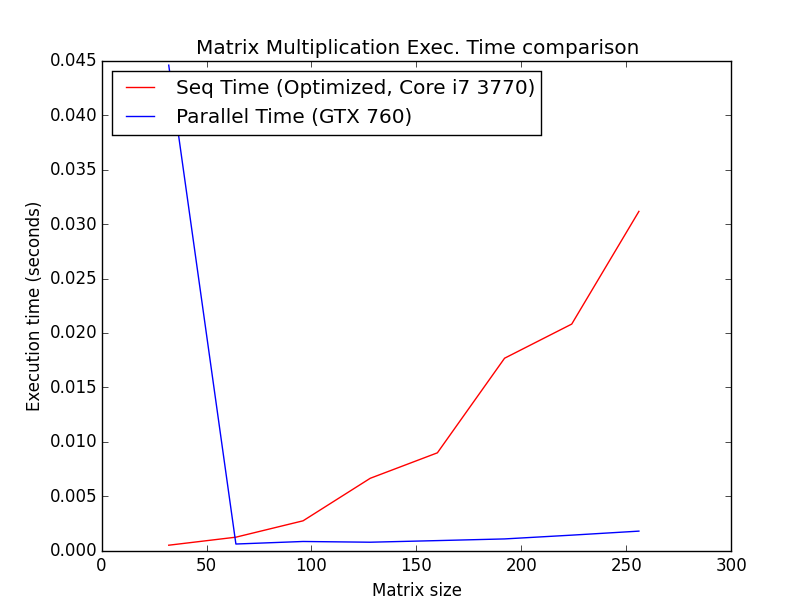 Matrix Multiplication Exec. Time comparison
Seq Time (Optimized, Core i7 3770)
Parallel Time (GTX 760)
Execution time (seconds)
0.045
0.040
0.035
0.030
0.025
0.020
0.015
0.010
0.005
0.000
0 50 100 150 200 250 300
Matrix size